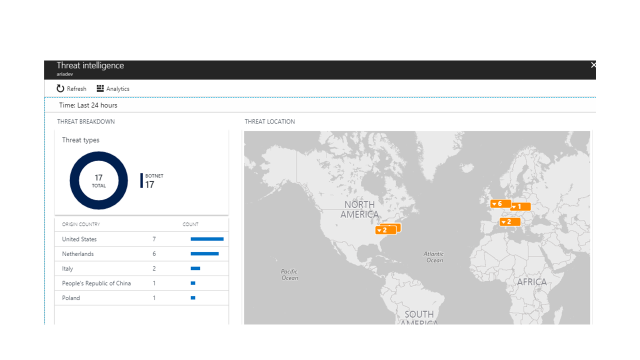 Threat intelligence
Refresh Analytics
Time: Last 24 hours
THREAT BREAKDOWN
Threat types
17
TOTAL
BOTNET
17
ORIGIN COUNTRY COUNT
United States 7
Netherlands 6
Italy 2
People's Republic of China 1
Poland 1
THREAT LOCATION
NORTH
AMERICA
2
6
1
2
Atlantic
Ocean
Pacific
Ocean
AFRICA
SOUTH
AMERICA